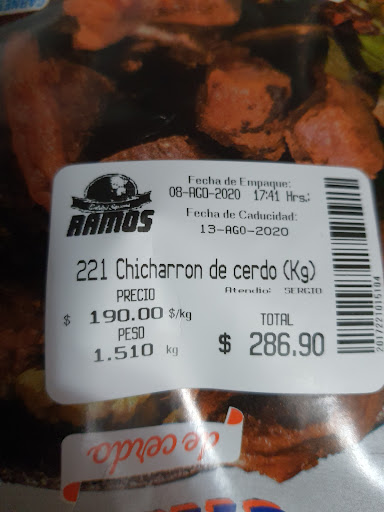 Fecha de Empaque:
08-AGO-2020 17:41 Hrs.:
Fecha de Caducidad:
13-AGO-2020
RAMOS
221 Chicharron de cerdo (Kg)
Atendio: SERGIO
PRECIO
$ 190.00 $/kg
PESO
1.510 kg
TOTAL
$ 286.90
de cerdo